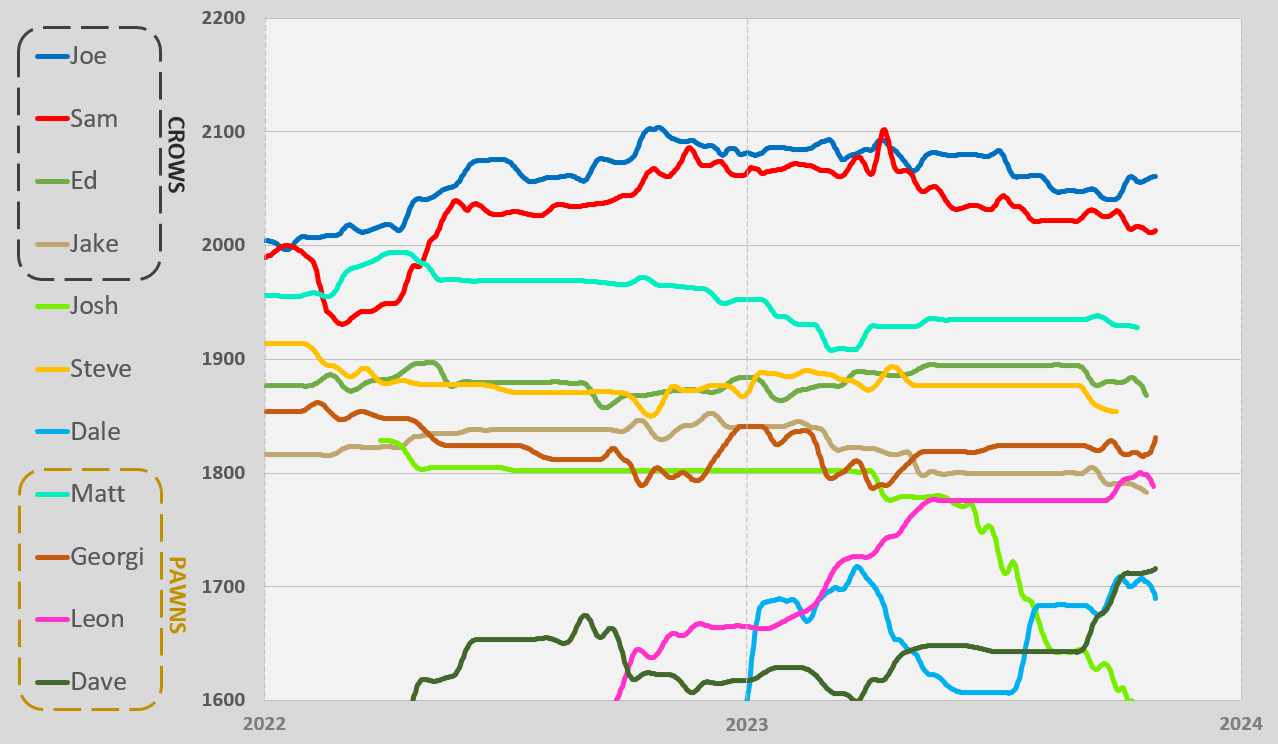 Joe
Sam
Ed
Jake
CROWS
Josh
Steve
Dale
Matt
Georgi
Leon
Dave
PAWNS
2200
2100
2000
1900
1800
1700
1600
2022
2023
2024